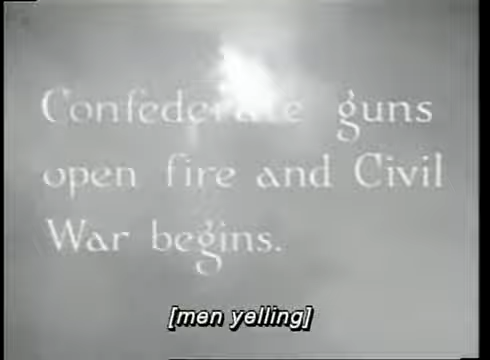 Confederate guns
open fire and Civil
War begins.
[men yelling]